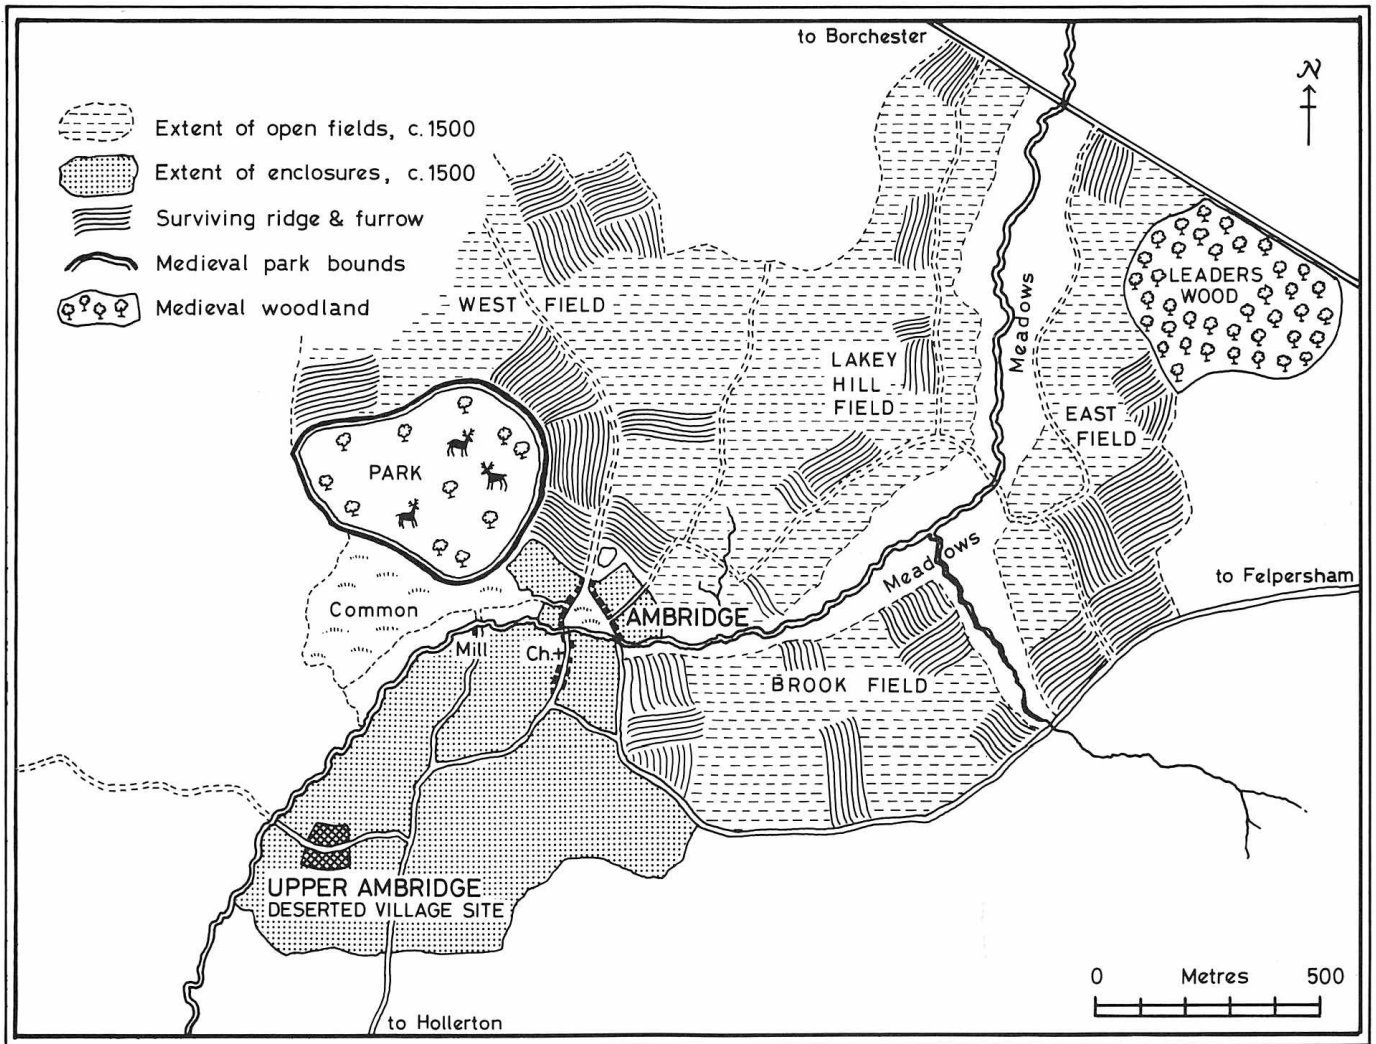 to Borchester
N
Extent of open fields, c.1500
Extent of enclosures, c.1500
Surviving ridge & furrow
Medieval park bounds
Medieval woodland
LEADERS
WOOD
WEST FIELD
Meadows
LAKEY
HILL
FIELD
EAST
FIELD
PARK
Meadows
to Felpersham
Common
AMBRIDGE
Mill
Ch.+
BROOK FIELD
UPPER AMBRIDGE
DESERTED VILLAGE SITE
0 Metres 500
to Hollerton